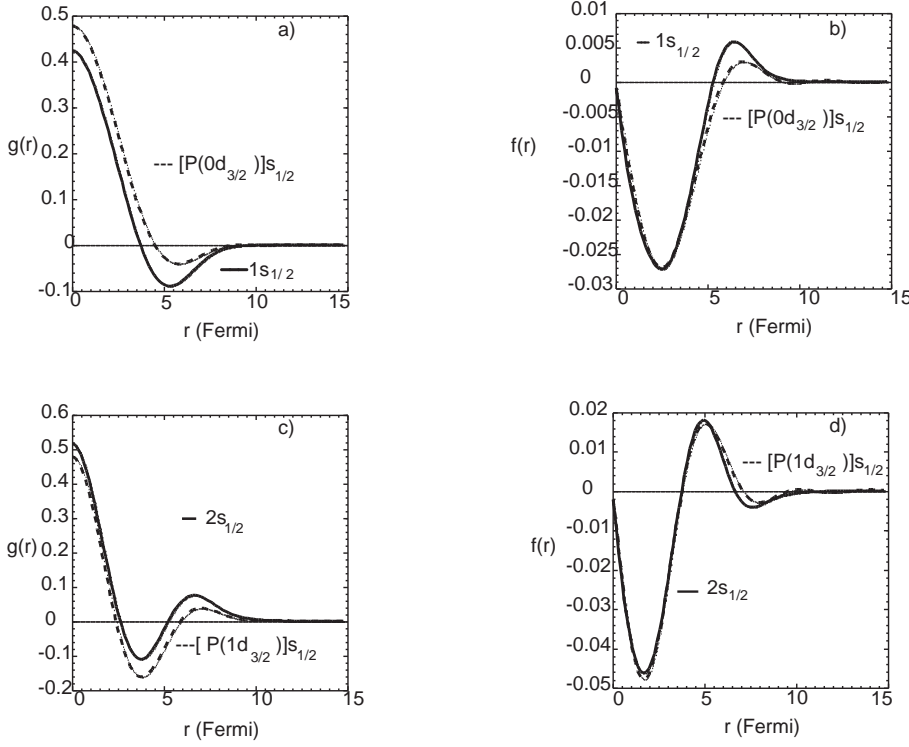 a)
0.5
0.4
0.3
0.2
0.1
0
-0.1
g(r)
--- [P(0d3/2)]s1/2
1s1/2
0 5 10 15
r (Fermi)
b)
0.01
0.005
0
-0.005
-0.01
-0.015
-0.02
-0.025
-0.03
f(r)
1s1/2
--- [P(0d3/2)]s1/2
0 5 10 15
r (Fermi)
c)
0.6
0.5
0.4
0.3
0.2
0.1
0
-0.1
-0.2
g(r)
2s1/2
---[ P(1d3/2)]s1/2
0 5 10 15
r (Fermi)
d)
0.02
0.01
0
-0.01
-0.02
-0.03
-0.04
-0.05
f(r)
--- [P(1d3/2)]s1/2
2s1/2
0 5 10 15
r (Fermi)